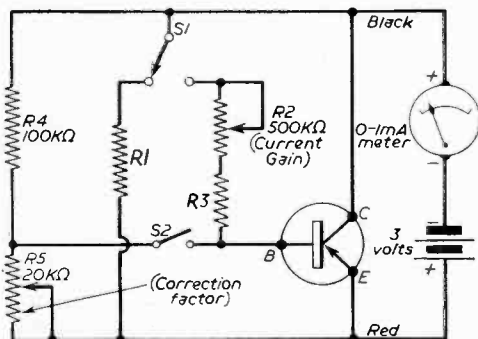 S1
Black
R4
100KΩ
R1
R2
500KΩ
(Current
Gain)
+
0-1mA
meter
−
R3
S2
B
C
E
3
volts
−
+
R5
20KΩ
(Correction
factor)
Red